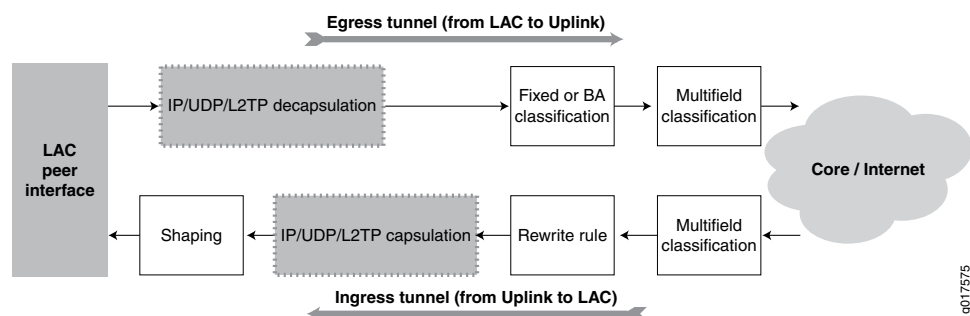 Egress tunnel (from LAC to Uplink)
LAC
peer
interface
IP/UDP/L2TP decapsulation
Fixed or BA
classification
Multifield
classification
Core / Internet
Shaping
IP/UDP/L2TP capsulation
Rewrite rule
Multifield
classification
Ingress tunnel (from Uplink to LAC)
g017575